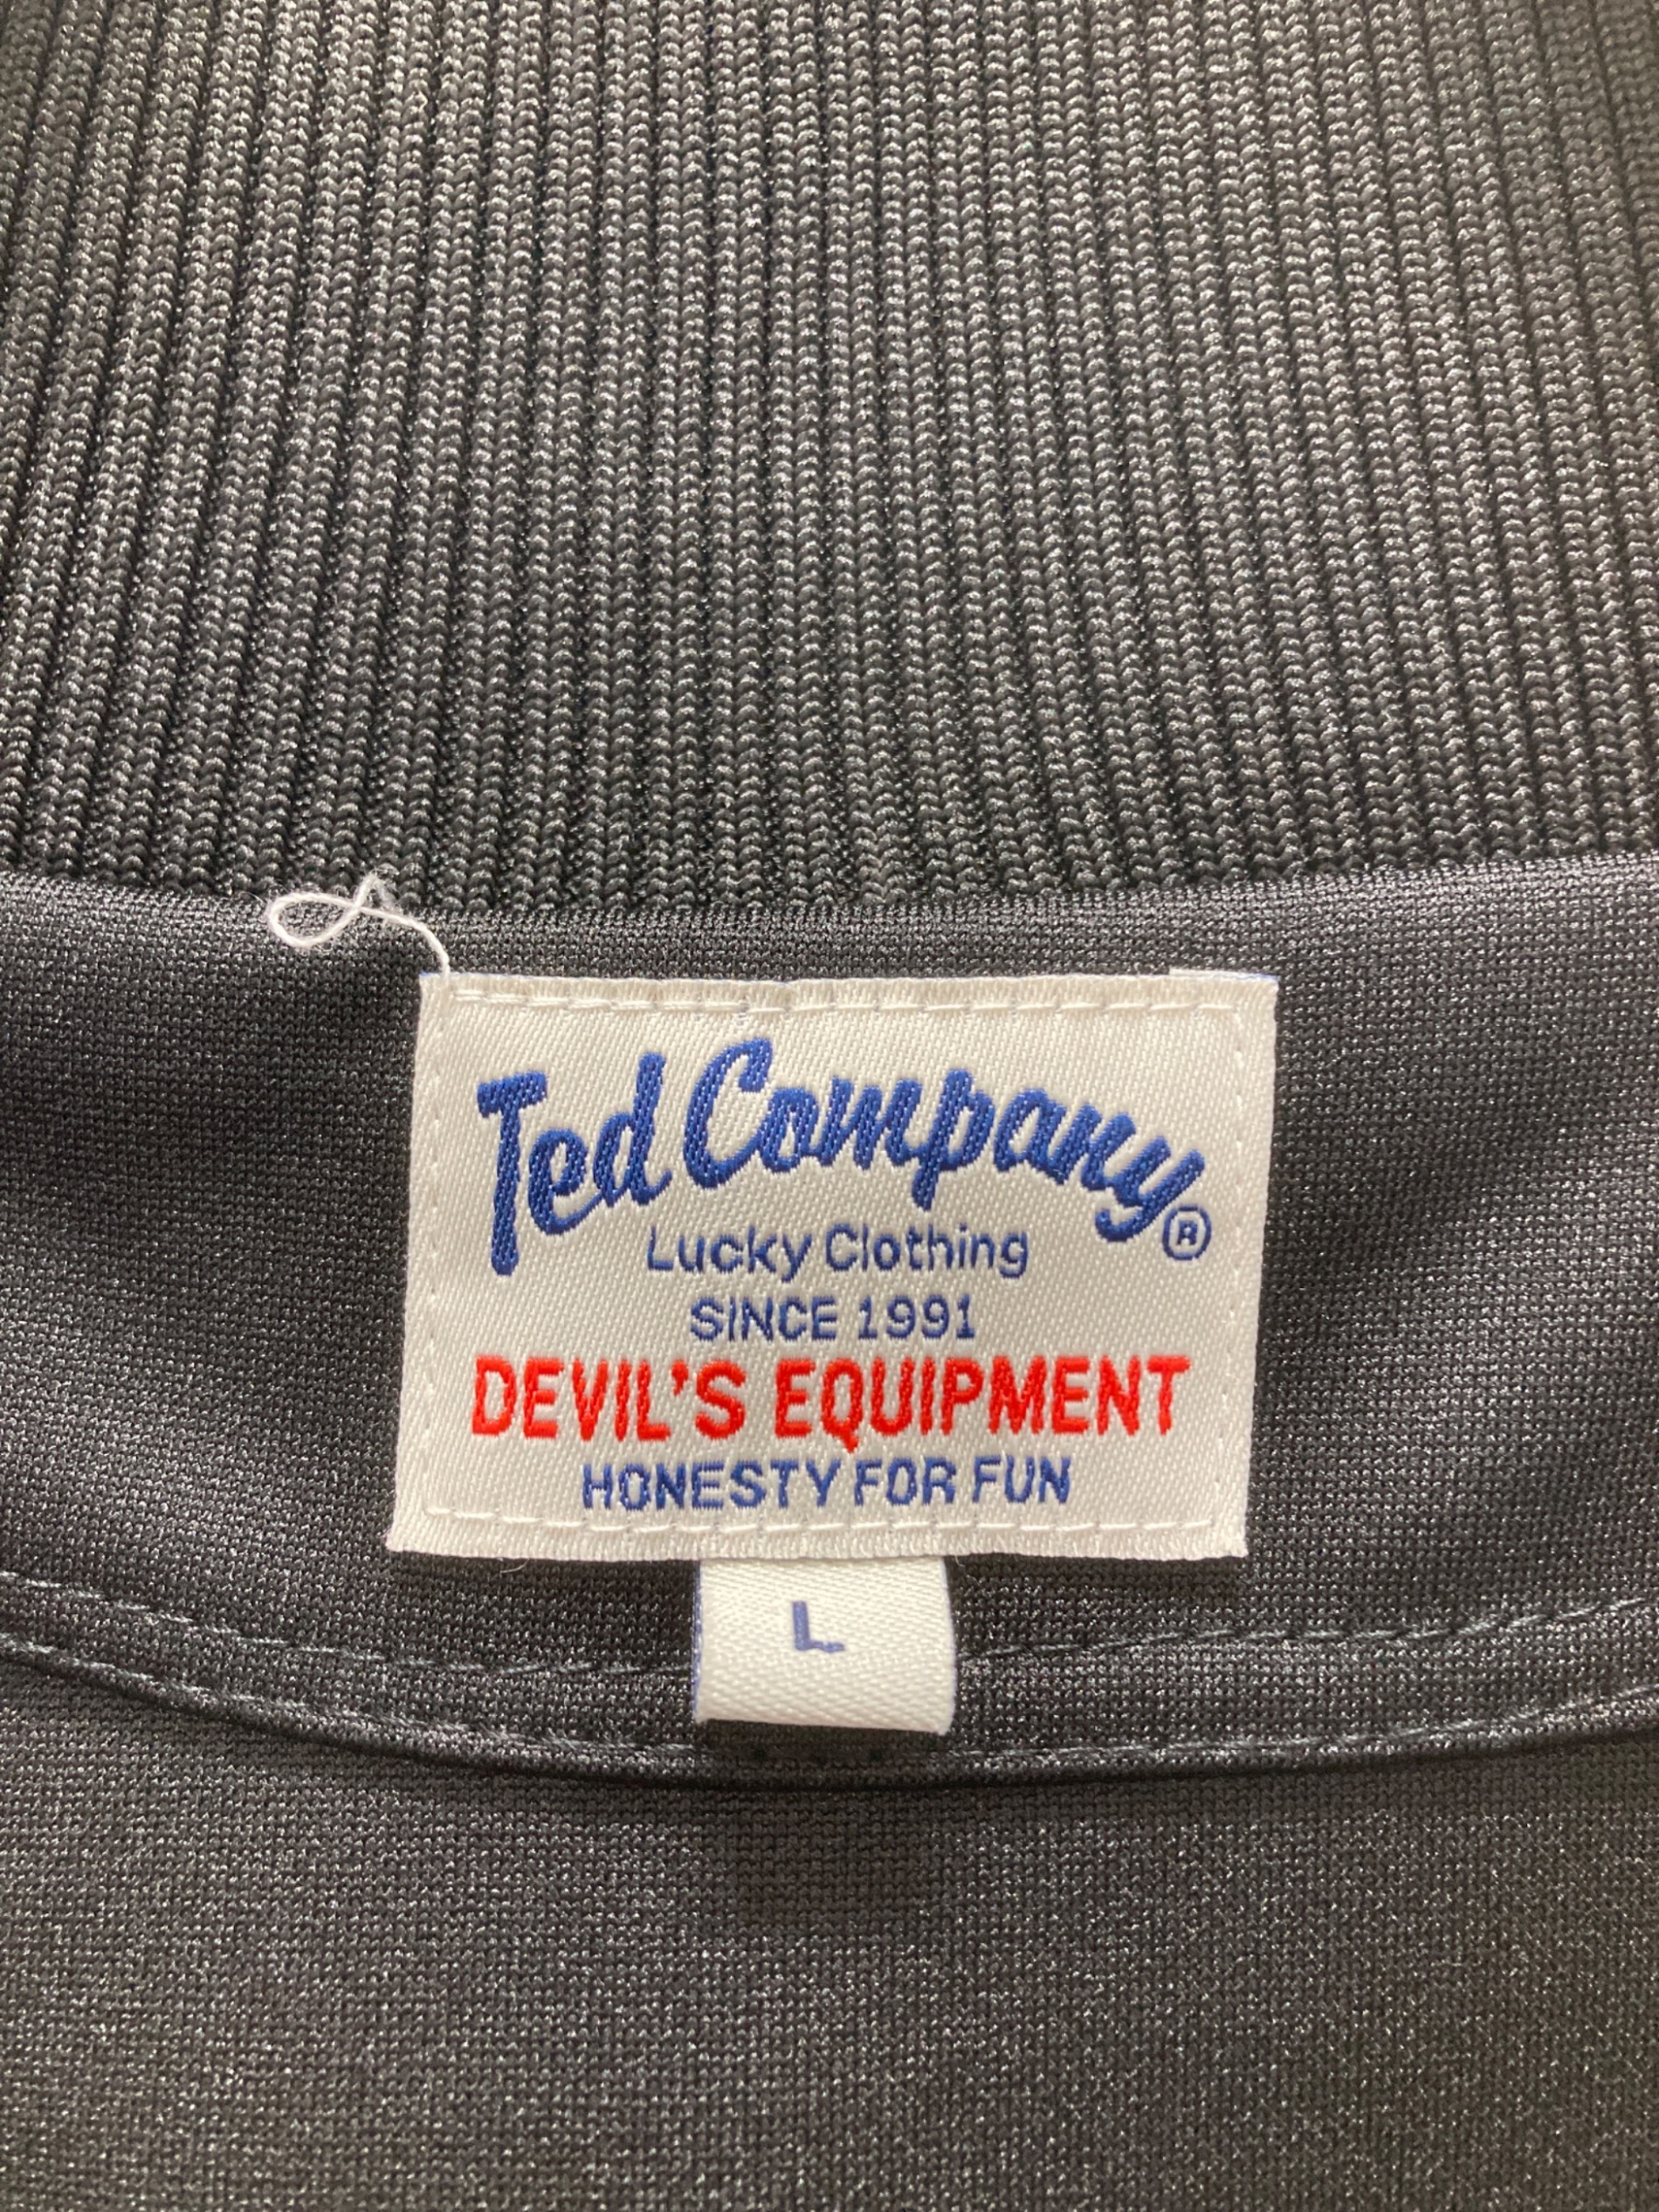 Ted Company®
Lucky Clothing
SINCE 1991
DEVIL'S EQUIPMENT
HONESTY FOR FUN
L